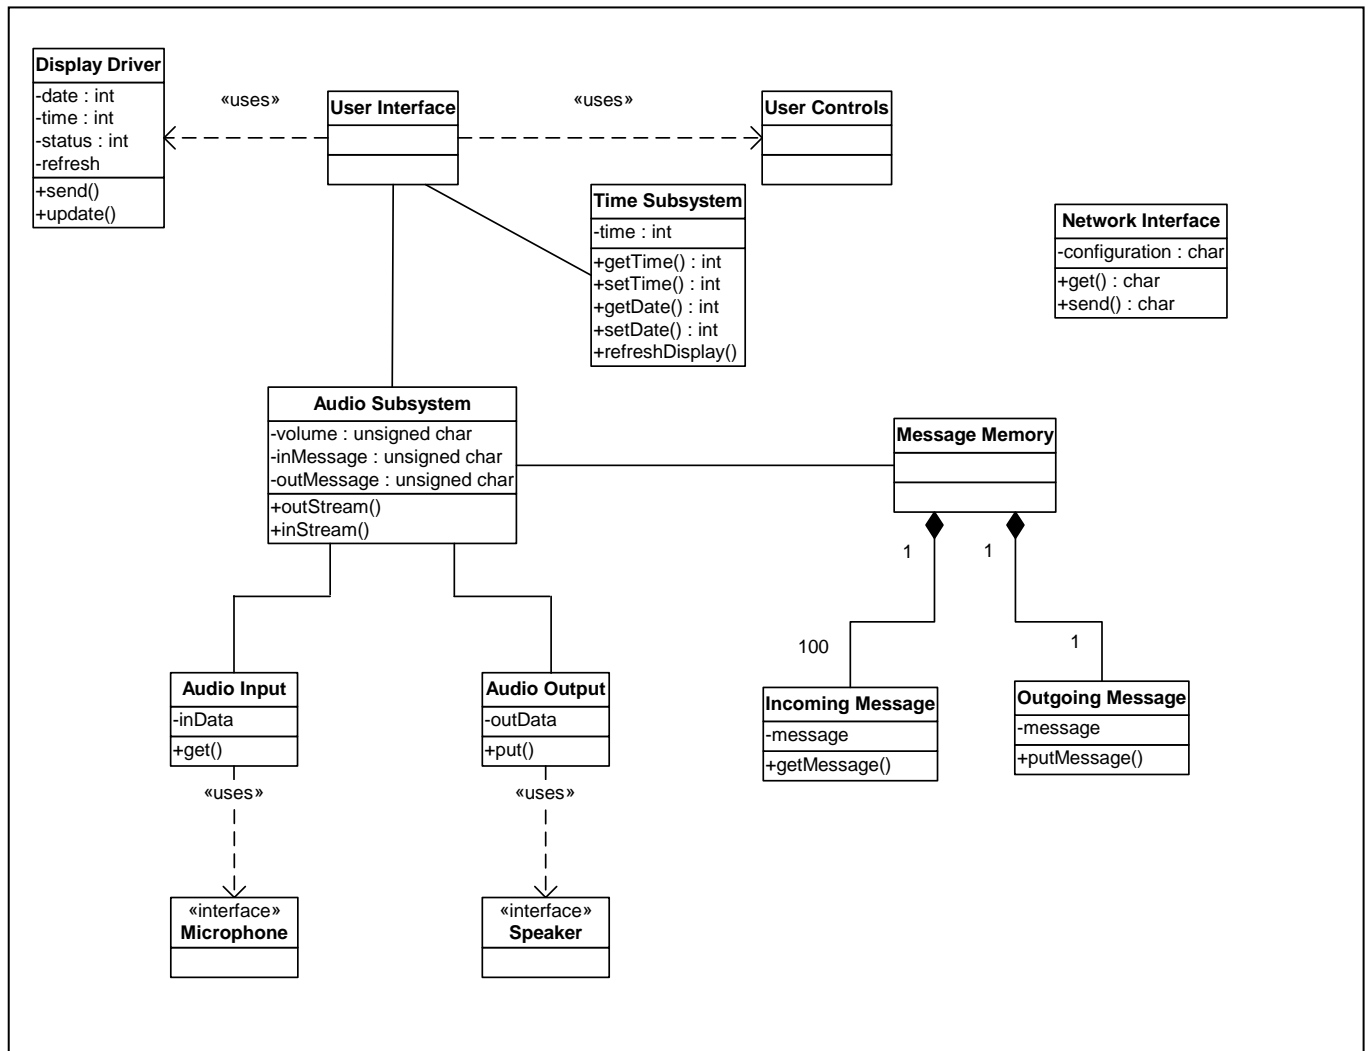 Display Driver
-date : int
-time : int
-status : int
-refresh
+send()
+update()
«uses»
User Interface
«uses»
User Controls
Time Subsystem
-time : int
+getTime() : int
+setTime() : int
+getDate() : int
+setDate() : int
+refreshDisplay()
Network Interface
-configuration : char
+get() : char
+send() : char
Audio Subsystem
-volume : unsigned char
-inMessage : unsigned char
-outMessage : unsigned char
+outStream()
+inStream()
Message Memory
1
1
100
1
Audio Input
-inData
+get()
Audio Output
-outData
+put()
Incoming Message
-message
+getMessage()
Outgoing Message
-message
+putMessage()
«uses»
«uses»
«interface»
Microphone
«interface»
Speaker